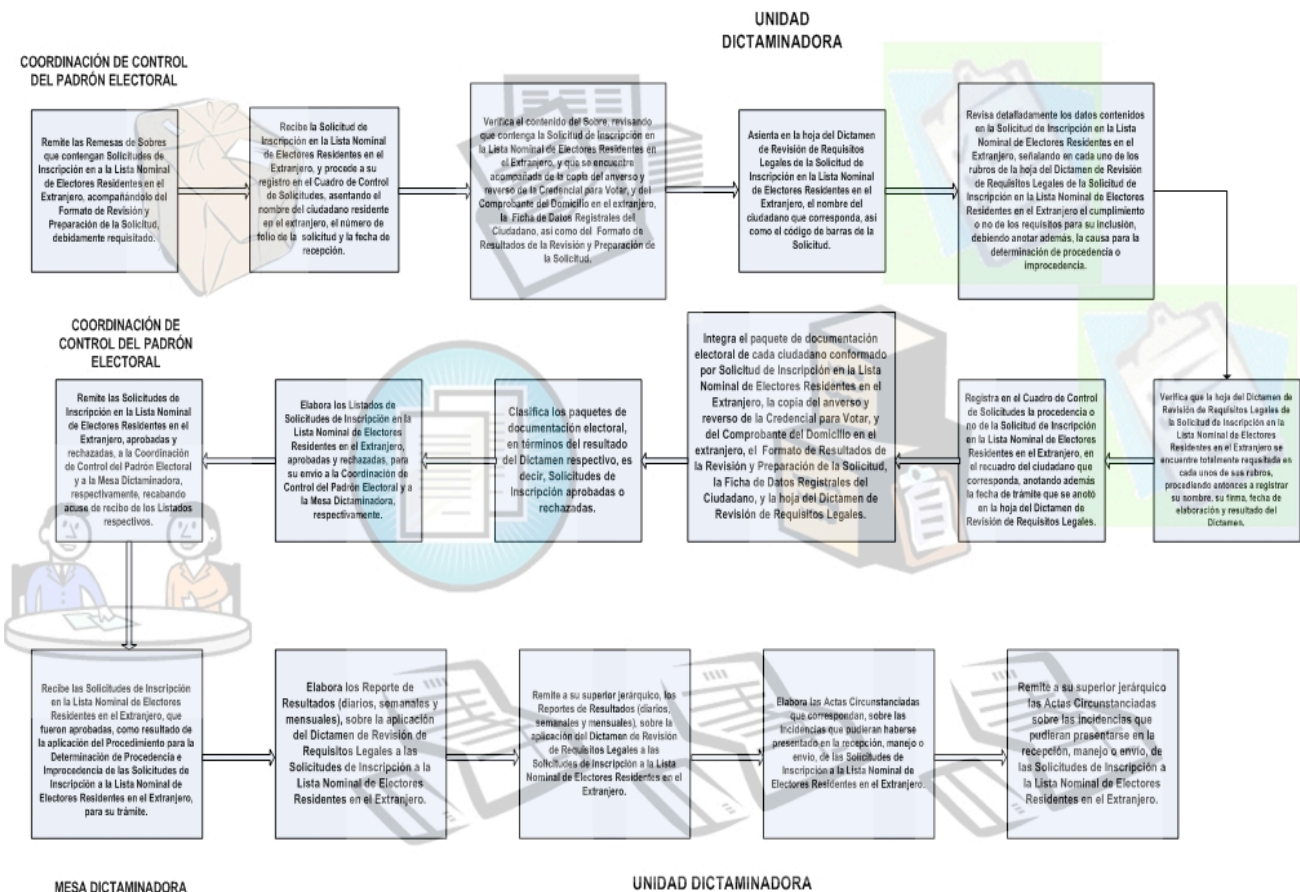 UNIDAD
DICTAMINADORA
COORDINACIÓN DE CONTROL
DEL PADRÓN ELECTORAL
Remite las Remesas de Sobres
que contengan Solicitudes de
Inscripción en a la Lista Nominal
de Electores Residentes en el
Extranjero, acompañándolo del
Formato de Revisión y
Preparación de la Solicitud,
debidamente requisitado.
Recibe la Solicitud de
Inscripción en la Lista Nominal
de Electores Residentes en el
Extranjero, y procede a su
registro en el Cuadro de Control
de Solicitudes, asentando el
nombre del ciudadano residente
en el extranjero, el número de
folio de la solicitud y la fecha de
recepción.
Verifica el contenido del Sobre, revisando
que contenga la Solicitud de Inscripción en
la Lista Nominal de Electores Residentes en
el Extranjero, y que se encuentre
acompañada de la copia del anverso y
reverso de la Credencial para Votar, y del
Comprobante del Domicilio en el extranjero,
la Ficha de Datos Registrales del
Ciudadano, así como del Formato de
Resultados de la Revisión y Preparación de
la Solicitud.
Asienta en la hoja del Dictamen
de Revisión de Requisitos
Legales de la Solicitud de
Inscripción en la Lista Nominal
de Electores Residentes en el
Extranjero, el nombre del
ciudadano que corresponda, así
como el código de barras de la
Solicitud.
Revisa detalladamente los datos contenidos
en la Solicitud de Inscripción en la Lista
Nominal de Electores Residentes en el
Extranjero, señalando en cada uno de los
rubros de la hoja del Dictamen de Revisión
de Requisitos Legales de la Solicitud de
Inscripción en la Lista Nominal de Electores
Residentes en el Extranjero el cumplimiento
o no de los requisitos para su inclusión,
debiendo anotar además, la causa para la
determinación de procedencia o
improcedencia.
COORDINACIÓN DE
CONTROL DEL PADRÓN
ELECTORAL
Remite las Solicitudes de
Inscripción en la Lista Nominal
de Electores Residentes en el
Extranjero, aprobadas y
rechazadas, a la Coordinación
de Control del Padrón Electoral
y a la Mesa Dictaminadora,
respectivamente, recabando
acuse de recibo de los Listados
respectivos.
Elabora los Listados de
Solicitudes de Inscripción en la
Lista Nominal de Electores
Residentes en el Extranjero,
aprobadas y rechazadas, para
su envio a la Coordinación de
Control del Padrón Electoral y a
la Mesa Dictaminadora,
respectivamente.
Clasifica los paquetes de
documentación electoral,
en términos del resultado
del Dictamen respectivo, es
decir, Solicitudes de
Inscripción aprobadas o
rechazadas.
Integra el paquete de documentación
electoral de cada ciudadano conformado
por Solicitud de Inscripción en la Lista
Nominal de Electores Residentes en el
Extranjero, la copia del anverso y
reverso de la Credencial para Votar, y
del Comprobante del Domicilio en el
extranjero, el Formato de Resultados de
la Revisión y Preparación de la Solicitud,
la Ficha de Datos Registrales del
Ciudadano, y la hoja del Dictamen de
Revisión de Requisitos Legales.
Registra en el Cuadro de Control
de Solicitudes la procedencia o
no de la Solicitud de Inscripción
en la Lista Nominal de Electores
Residentes en el Extranjero, en
el recuadro del ciudadano que
corresponda, anotando además
la fecha de trámite que se anotó
en la hoja del Dictamen de
Revisión de Requisitos Legales.
Verifica que la hoja del Dictamen de
Revisión de Requisitos Legales de
la Solicitud de Inscripción en la
Lista Nominal de Electores
Residentes en el Extranjero se
encuentre totalmente requisitada en
cada unos de sus rubros,
procediendo entonces a registrar
su nombre, su firma, fecha de
elaboración y resultado del
Dictamen.
Recibe las Solicitudes de Inscripción
en la Lista Nominal de Electores
Residentes en el Extranjero, que
fueron aprobadas, como resultado de
la aplicación del Procedimiento para la
Determinación de Procedencia e
Improcedencia de las Solicitudes de
Inscripción a la Lista Nominal de
Electores Residentes en el Extranjero,
para su trámite.
Elabora los Reporte de
Resultados (diarios, semanales y
mensuales), sobre la aplicación
del Dictamen de Revisión de
Requisitos Legales a las
Solicitudes de Inscripción a la
Lista Nominal de Electores
Residentes en el Extranjero.
Remite a su superior jerárquico, los
Reportes de Resultados (diarios,
semanales y mensuales), sobre la
aplicación del Dictamen de Revisión
de Requisitos Legales a las
Solicitudes de Inscripción a la Lista
Nominal de Electores Residentes en el
Extranjero.
Elabora las Actas Circunstanciadas
que correspondan, sobre las
Incidencias que pudieran haberse
presentado en la recepción, manejo o
envio, de las Solicitudes de
Inscripción a la Lista Nominal de
Electores Residentes en el Extranjero.
Remite a su superior jerárquico
las Actas Circunstanciadas
sobre las incidencias que
pudieran presentarse en la
recepción, manejo o envio, de
las Solicitudes de Inscripción a
la Lista Nominal de Electores
Residentes en el Extranjero.
MESA DICTAMINADORA
UNIDAD DICTAMINADORA